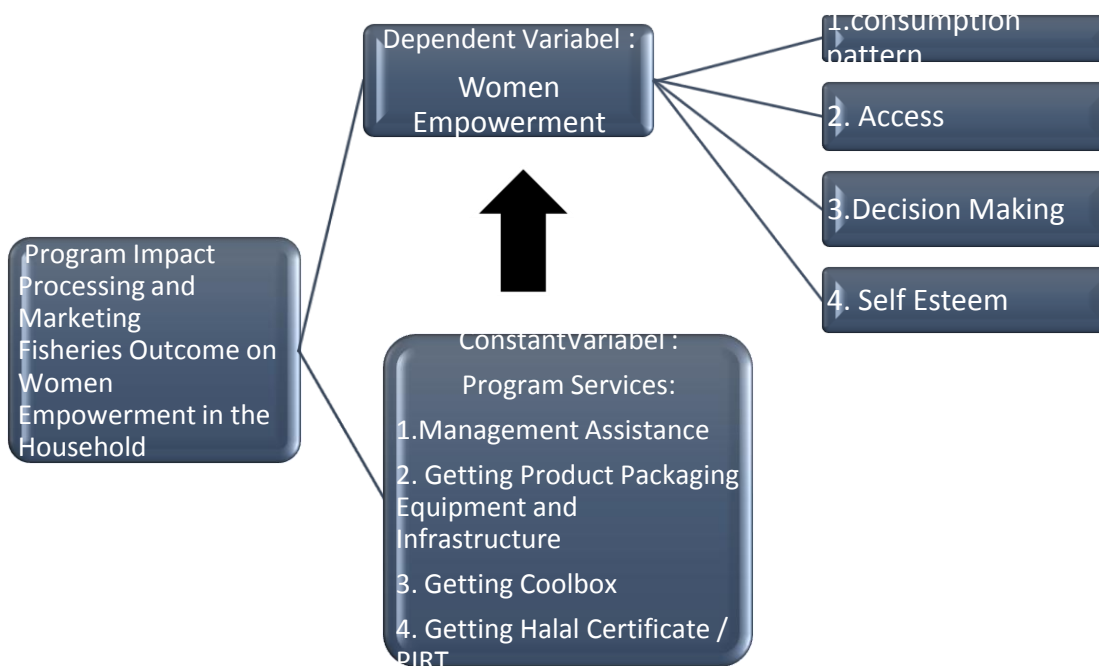 Program Impact
Processing and
Marketing
Fisheries Outcome on
Women
Empowerment in the
Household
Dependent Variabel :
Women
Empowerment
1.consumption
pattern
2. Access
3.Decision Making
4. Self Esteem
ConstantVariabel :
Program Services:
1.Management Assistance
2. Getting Product Packaging
Equipment and
Infrastructure
3. Getting Coolbox
4. Getting Halal Certificate /
PIRT